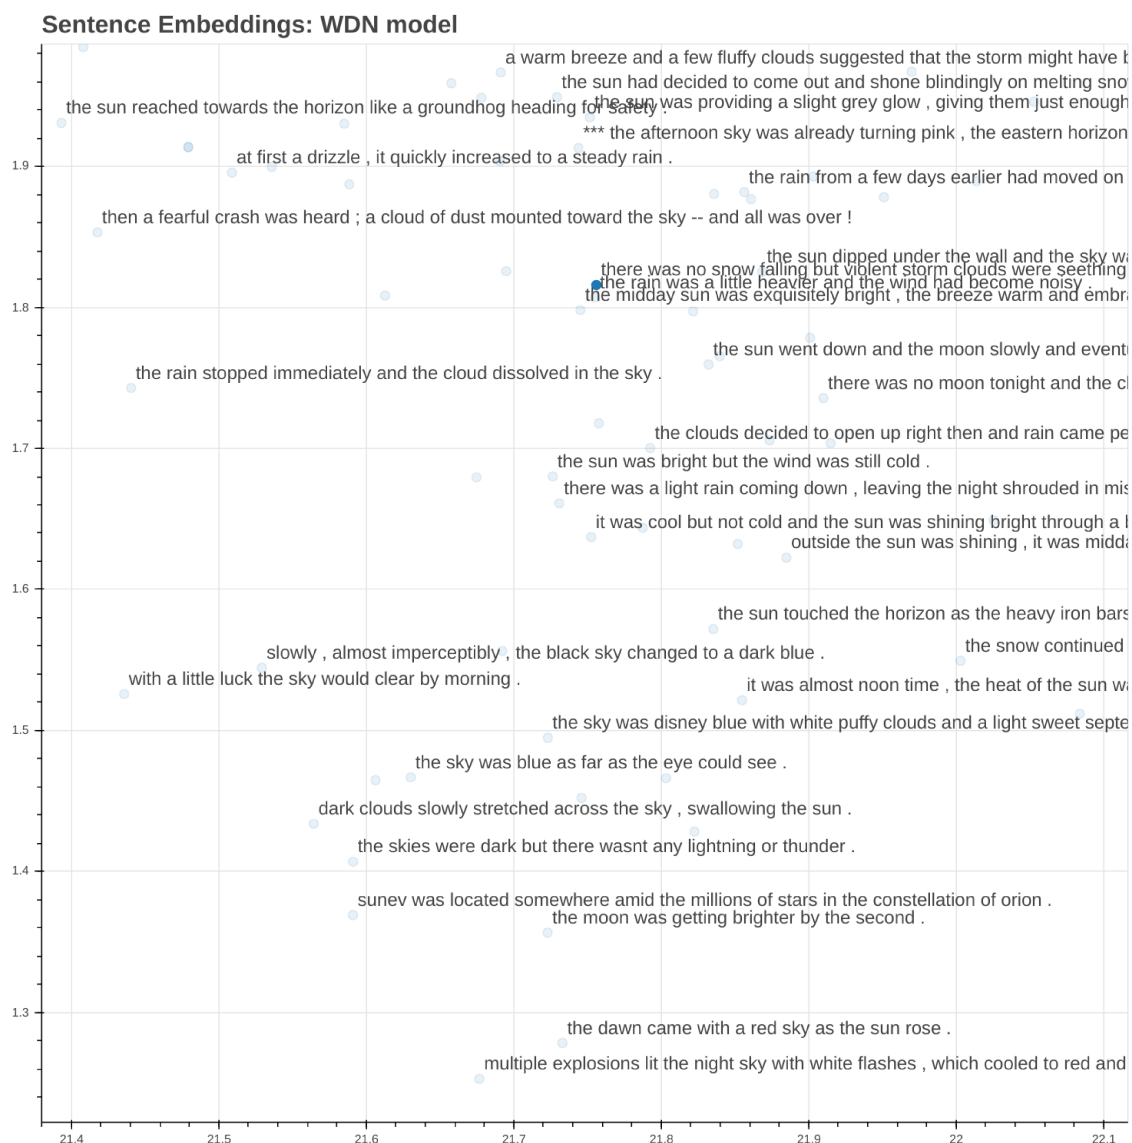 Sentence Embeddings: WDN model
a warm breeze and a few fluffy clouds suggested that the storm might have b
the sun had decided to come out and shone blindingly on melting sno
the sun reached towards the horizon like a groundhog heading for safety .
the sun was providing a slight grey glow , giving them just enough
*** the afternoon sky was already turning pink , the eastern horizon
at first a drizzle , it quickly increased to a steady rain .
1.9
the rain from a few days earlier had moved on
then a fearful crash was heard ; a cloud of dust mounted toward the sky -- and all was over !
the sun dipped under the wall and the sky wa
there was no snow falling but violent storm clouds were seething
the rain was a little heavier and the wind had become noisy .
the midday sun was exquisitely bright , the breeze warm and embra
1.8
the sun went down and the moon slowly and eventu
the rain stopped immediately and the cloud dissolved in the sky .
there was no moon tonight and the cl
the clouds decided to open up right then and rain came pe
1.7
the sun was bright but the wind was still cold .
there was a light rain coming down , leaving the night shrouded in mis
it was cool but not cold and the sun was shining bright through a b
outside the sun was shining , it was midda
1.6
the sun touched the horizon as the heavy iron bars
the snow continued
slowly , almost imperceptibly , the black sky changed to a dark blue .
with a little luck the sky would clear by morning .
it was almost noon time , the heat of the sun wa
the sky was disney blue with white puffy clouds and a light sweet septe
1.5
the sky was blue as far as the eye could see .
dark clouds slowly stretched across the sky , swallowing the sun .
the skies were dark but there wasnt any lightning or thunder .
1.4
sunev was located somewhere amid the millions of stars in the constellation of orion .
the moon was getting brighter by the second .
1.3
the dawn came with a red sky as the sun rose .
multiple explosions lit the night sky with white flashes , which cooled to red and
21.4 21.5 21.6 21.7 21.8 21.9 22 22.1